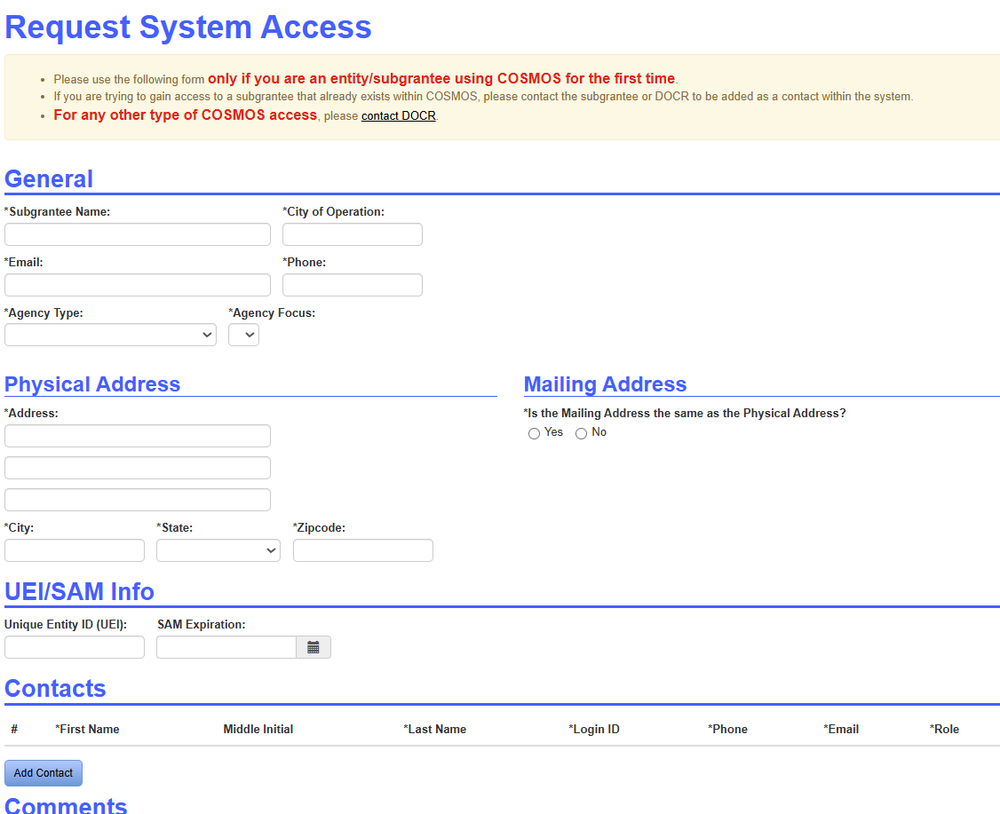 Request System Access
Please use the following form only if you are an entity/subgrantee using COSMOS for the first time.
If you are trying to gain access to a subgrantee that already exists within COSMOS, please contact the subgrantee or DOCR to be added as a contact within the system.
For any other type of COSMOS access, please contact DOCR.
General
*Subgrantee Name: *City of Operation:
*Email: *Phone:
*Agency Type: *Agency Focus:
Physical Address Mailing Address
*Address: *Is the Mailing Address the same as the Physical Address?
Yes No
*City: *State: *Zipcode:
UEI/SAM Info
Unique Entity ID (UEI): SAM Expiration:
Contacts
# *First Name Middle Initial *Last Name *Login ID *Phone *Email *Role
Add Contact
Comments